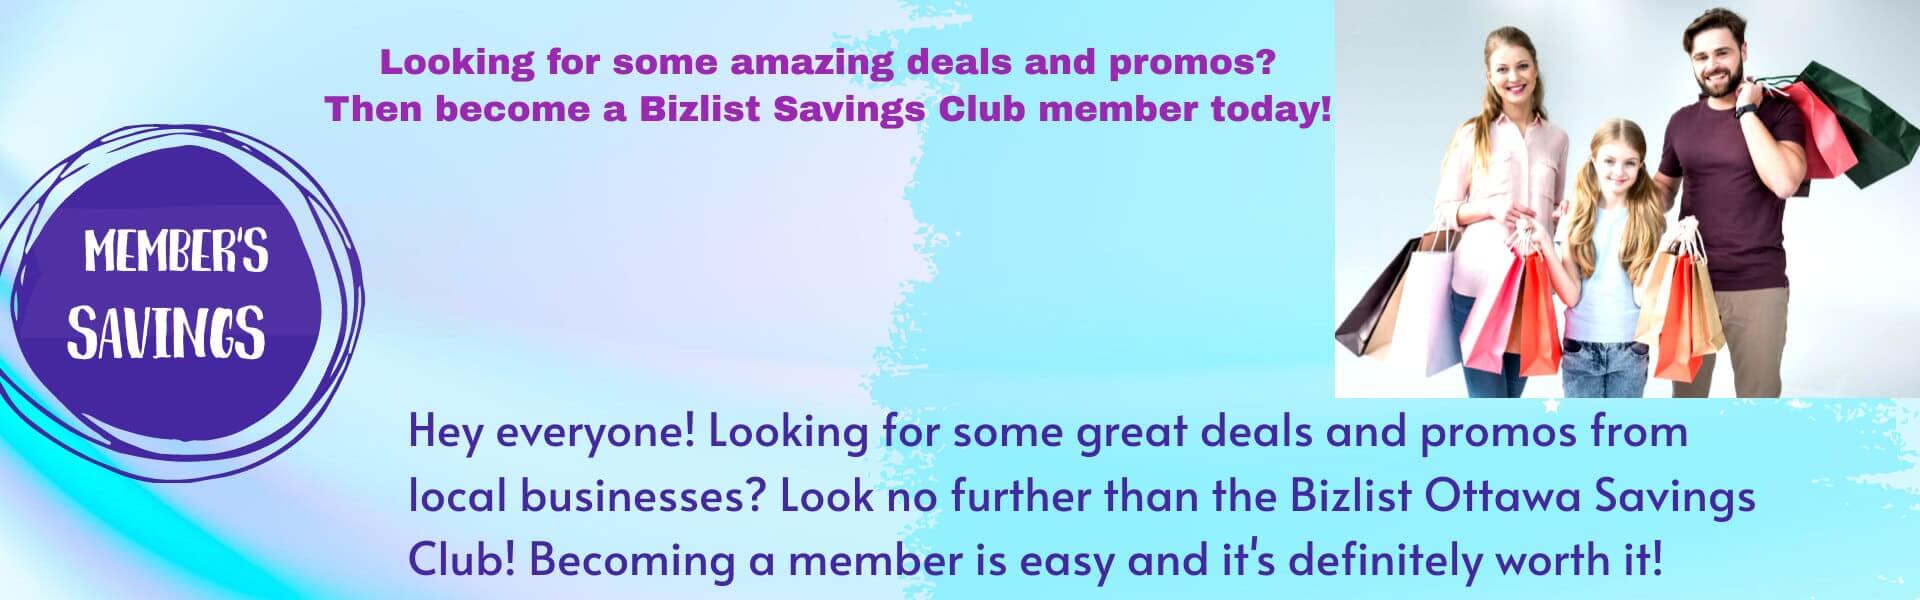 Looking for some amazing deals and promos?
Then become a Bizlist Savings Club member today!
MEMBER'S
SAVINGS
Hey everyone! Looking for some great deals and promos from
local businesses? Look no further than the Bizlist Ottawa Savings
Club! Becoming a member is easy and it's definitely worth it!